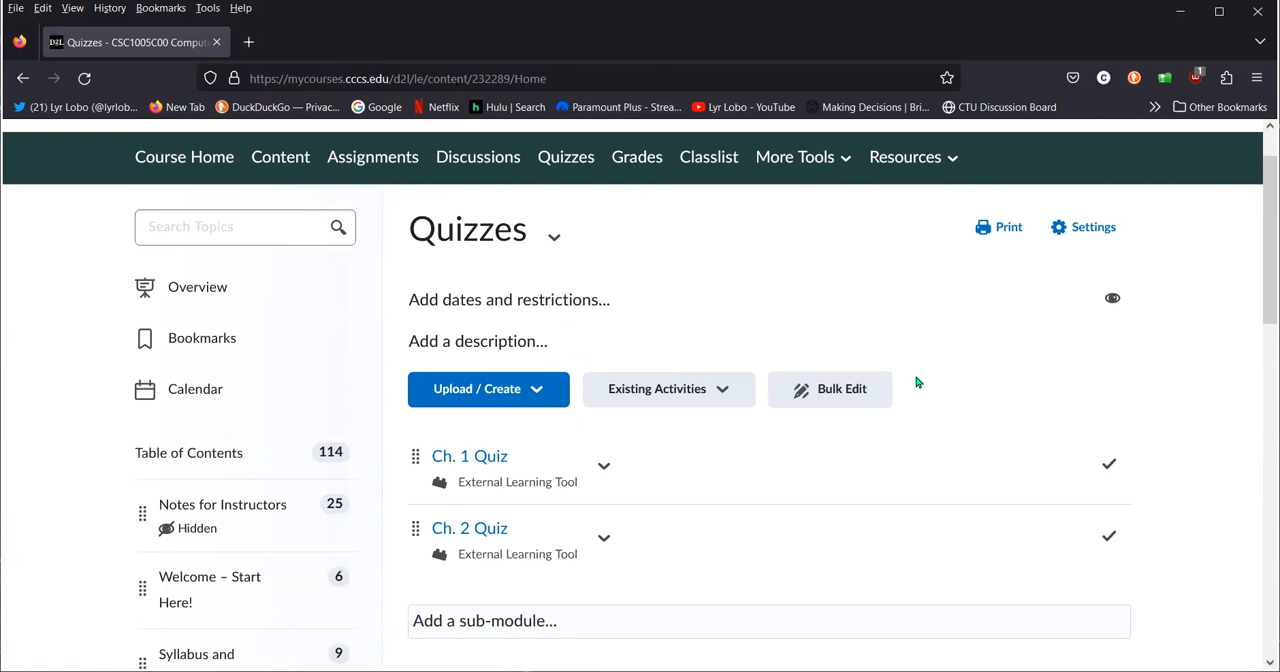 File Edit View History Bookmarks Tools Help
D2L Quizzes - CSC1005C00 Comput
https://mycourses.cccs.edu/d2l/le/content/232289/Home
1
(21) Lyr Lobo (@lyrlob... New Tab DuckDuckGo — Privac... Google Netflix h Hulu | Search Paramount Plus - Strea... Lyr Lobo - YouTube Making Decisions | Bri... CTU Discussion Board Other Bookmarks
Course Home Content Assignments Discussions Quizzes Grades Classlist More Tools Resources
Search Topics
Quizzes
Print Settings
Overview
Add dates and restrictions...
Bookmarks
Add a description...
Calendar
Upload / Create Existing Activities Bulk Edit
Table of Contents 114
Ch. 1 Quiz
External Learning Tool
Notes for Instructors 25
Hidden
Ch. 2 Quiz
External Learning Tool
Welcome – Start Here! 6
Add a sub-module...
Syllabus and 9